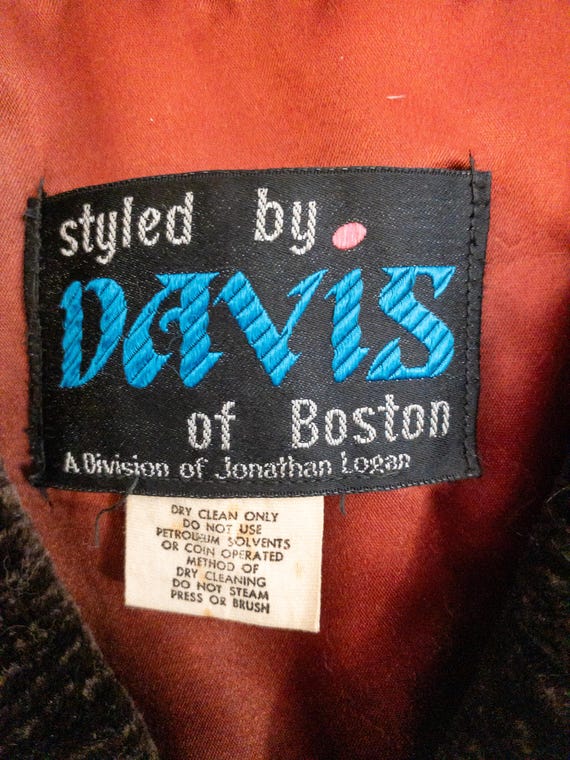 styled by
DAViS
of Boston
A Division of Jonathan Logan
DRY CLEAN ONLY
DO NOT USE
PETROLEUM SOLVENTS
OR COIN OPERATED
METHOD OF
DRY CLEANING
DO NOT STEAM
PRESS OR BRUSH